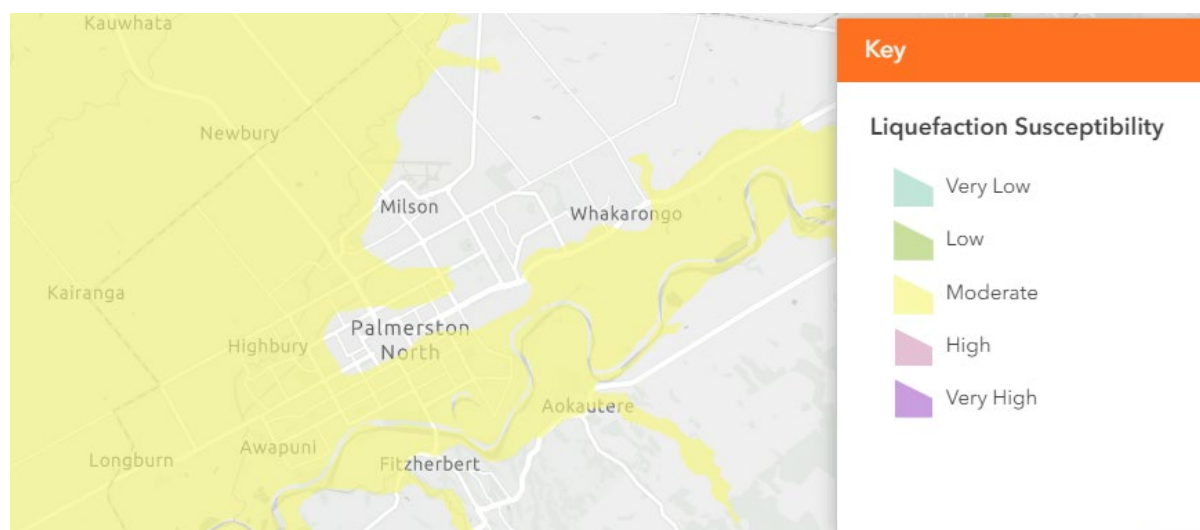 Kauwhata
Newbury
Milson
Whakarongo
Kairanga
Palmerston
North
Highbury
Aokautere
Awapuni
Longburn
Fitzherbert
Key
Liquefaction Susceptibility
Very Low
Low
Moderate
High
Very High